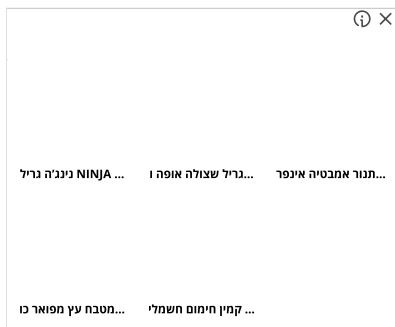 תנור אמבטיה אינפר...
גריל שצולה אופה ו...
נינג'ה גריל NINJA ...
קמין חימום חשמלי ...
מטבח עץ מפואר כו...